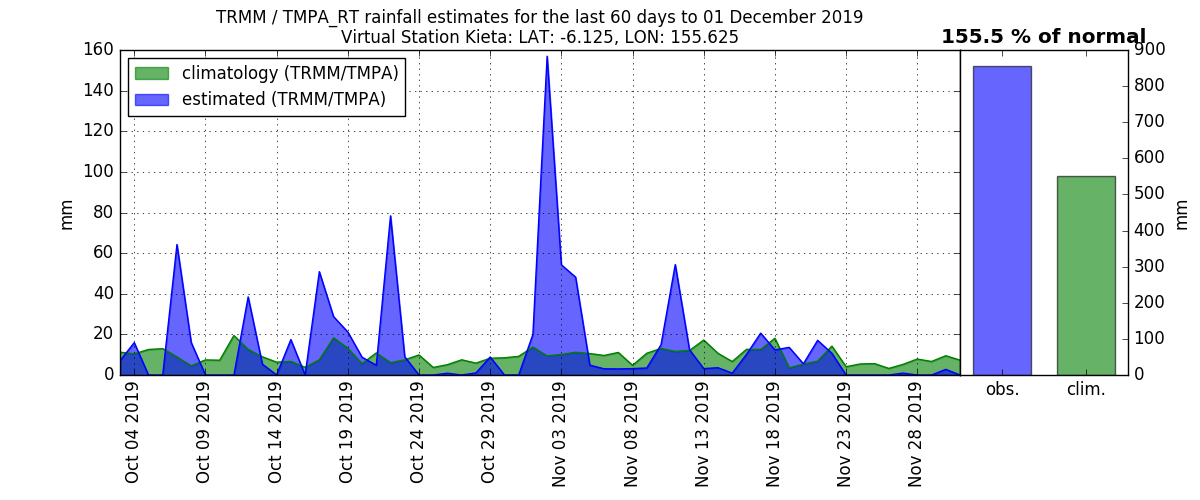 TRMM / TMPA_RT rainfall estimates for the last 60 days to 01 December 2019
Virtual Station Kieta: LAT: -6.125, LON: 155.625
155.5 % of normal
climatology (TRMM/TMPA)
estimated (TRMM/TMPA)
mm
160
140
120
100
80
60
40
20
0
Oct 04 2019
Oct 09 2019
Oct 14 2019
Oct 19 2019
Oct 24 2019
Oct 29 2019
Nov 03 2019
Nov 08 2019
Nov 13 2019
Nov 18 2019
Nov 23 2019
Nov 28 2019
obs.
clim.
900
800
700
600
500
400
300
200
100
0
mm